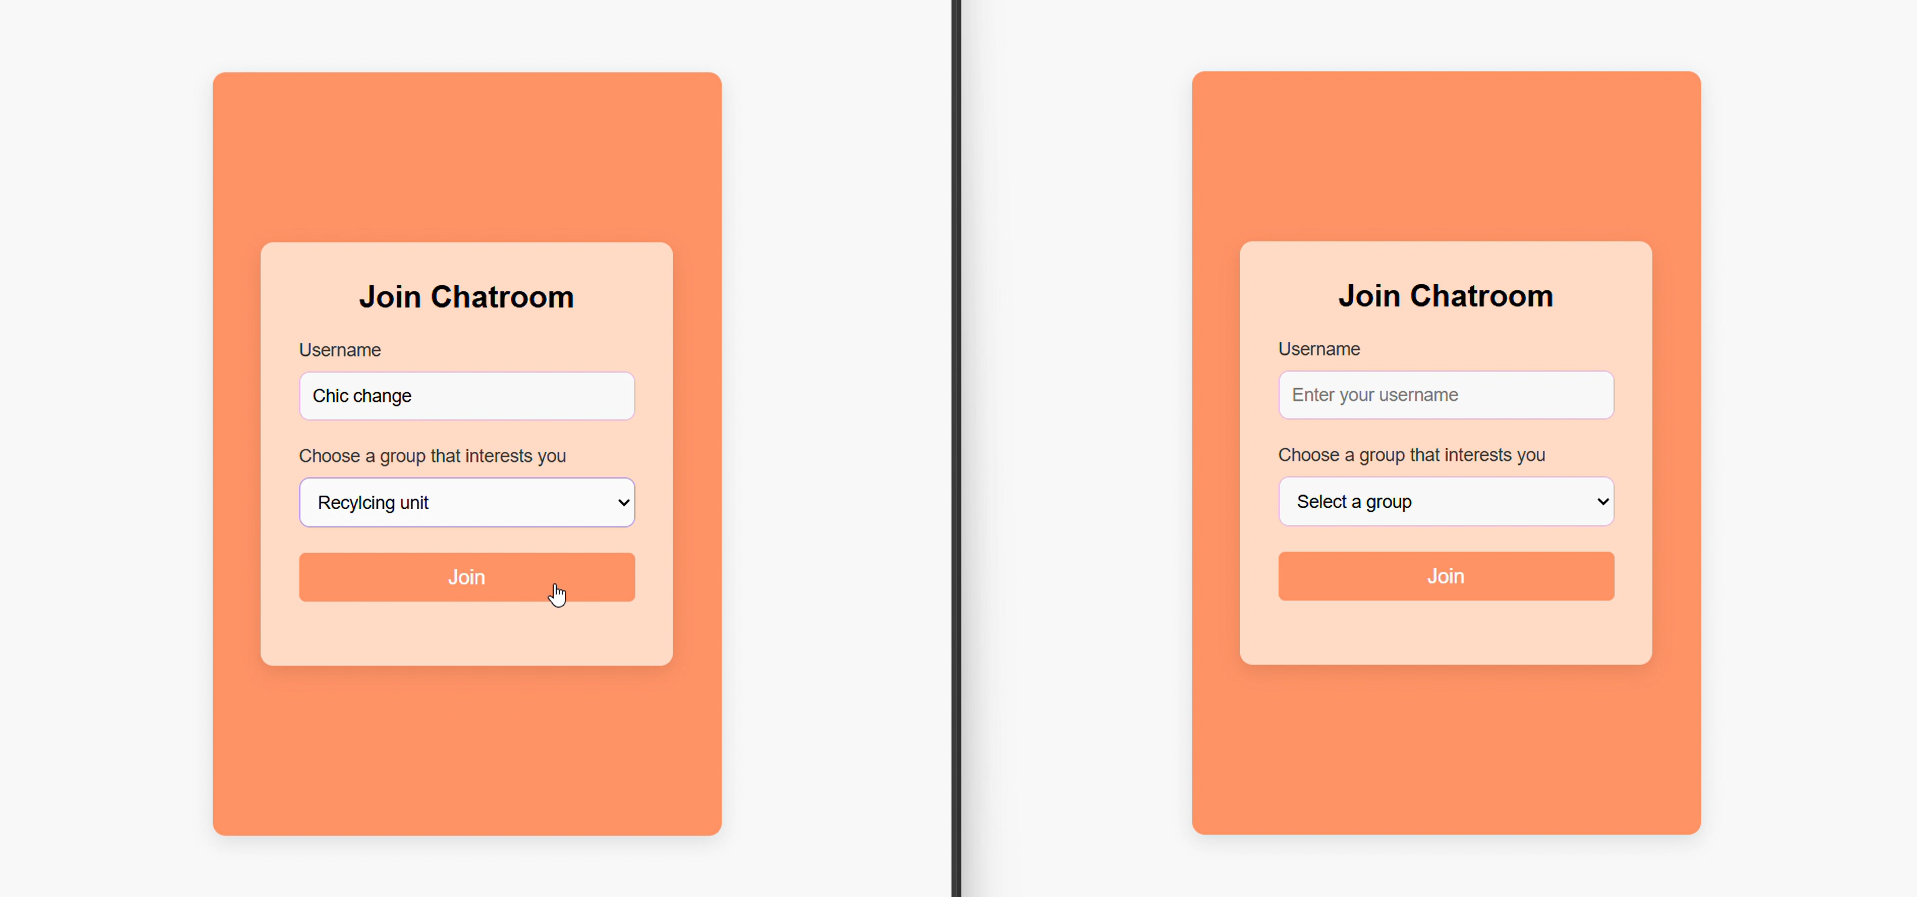 Join Chatroom
Username
Chic change
Choose a group that interests you
Recylcing unit
Join
Join Chatroom
Username
Enter your username
Choose a group that interests you
Select a group
Join